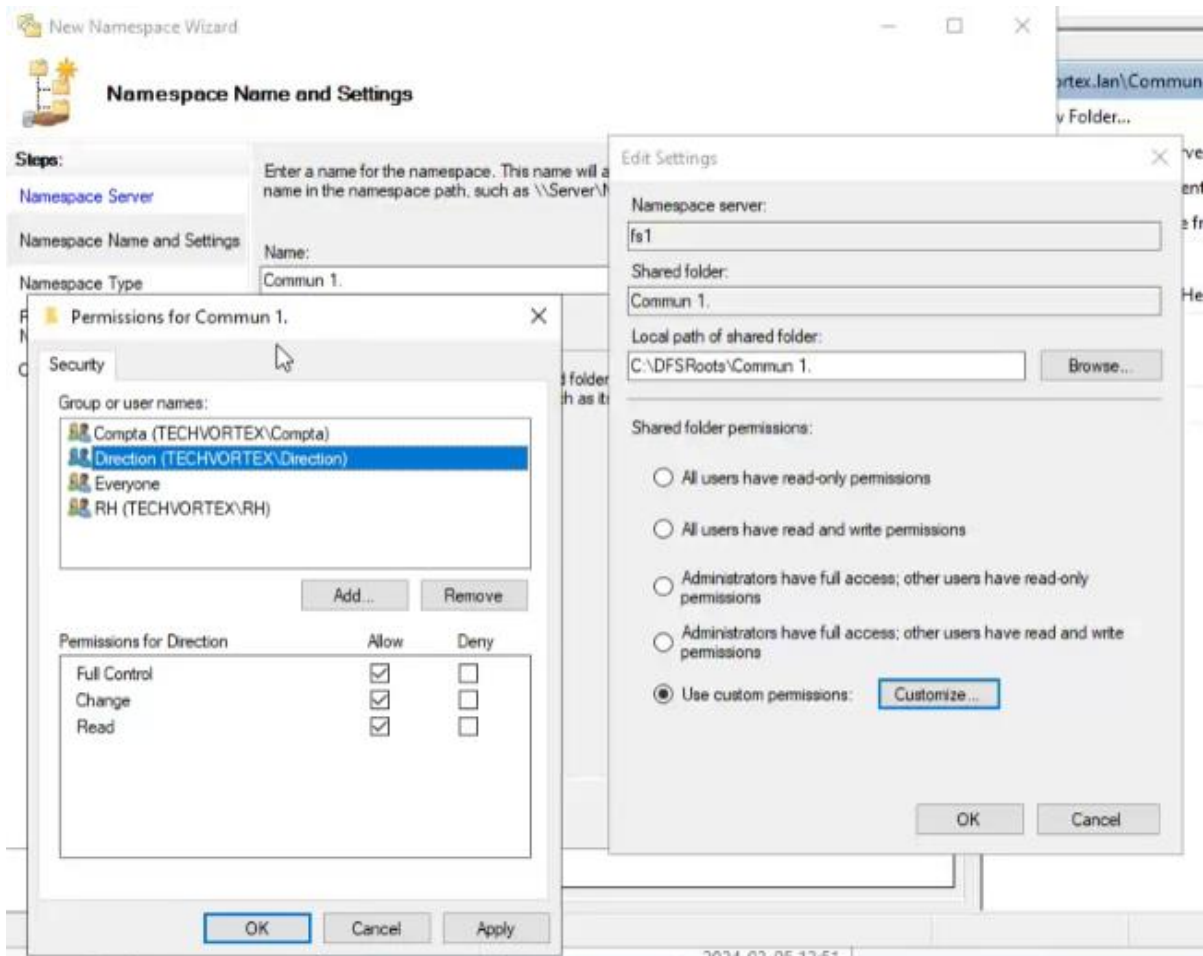 New Namespace Wizard
Namespace Name and Settings
Steps:
Namespace Server
Namespace Name and Settings
Namespace Type
Enter a name for the namespace. This name will a
name in the namespace path, such as \\Server\
Name:
Commun 1.
d folder
h as it
Permissions for Commun 1.
Security
Group or user names:
Compta (TECHVORTEX\Compta)
Direction (TECHVORTEX\Direction)
Everyone
RH (TECHVORTEX\RH)
Add...
Remove
Permissions for Direction Allow Deny
Full Control
Change
Read
OK
Cancel
Apply
Edit Settings
Namespace server:
fs1
Shared folder:
Commun 1.
Local path of shared folder:
C:\DFSRoots\Commun 1.
Browse...
Shared folder permissions:
All users have read-only permissions
All users have read and write permissions
Administrators have full access; other users have read-only
permissions
Administrators have full access; other users have read and write
permissions
Use custom permissions:
Customize...
OK
Cancel
rtex.lan\Commun
Folder...